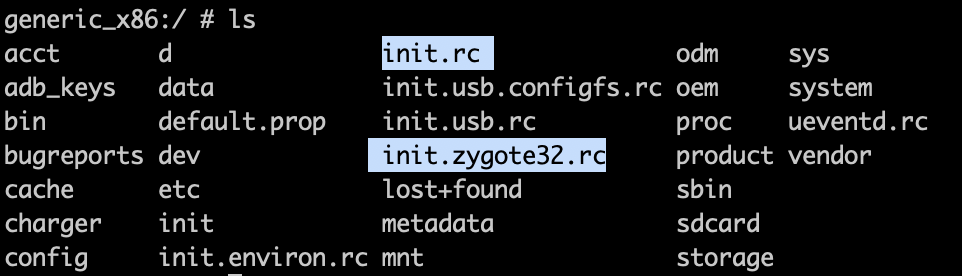 generic_x86:/ # ls
acct d init.rc odm sys
adb_keys data init.usb.configfs.rc oem system
bin default.prop init.usb.rc proc ueventd.rc
bugreports dev init.zygote32.rc product vendor
cache etc lost+found sbin
charger init metadata sdcard
config init.environ.rc mnt storage